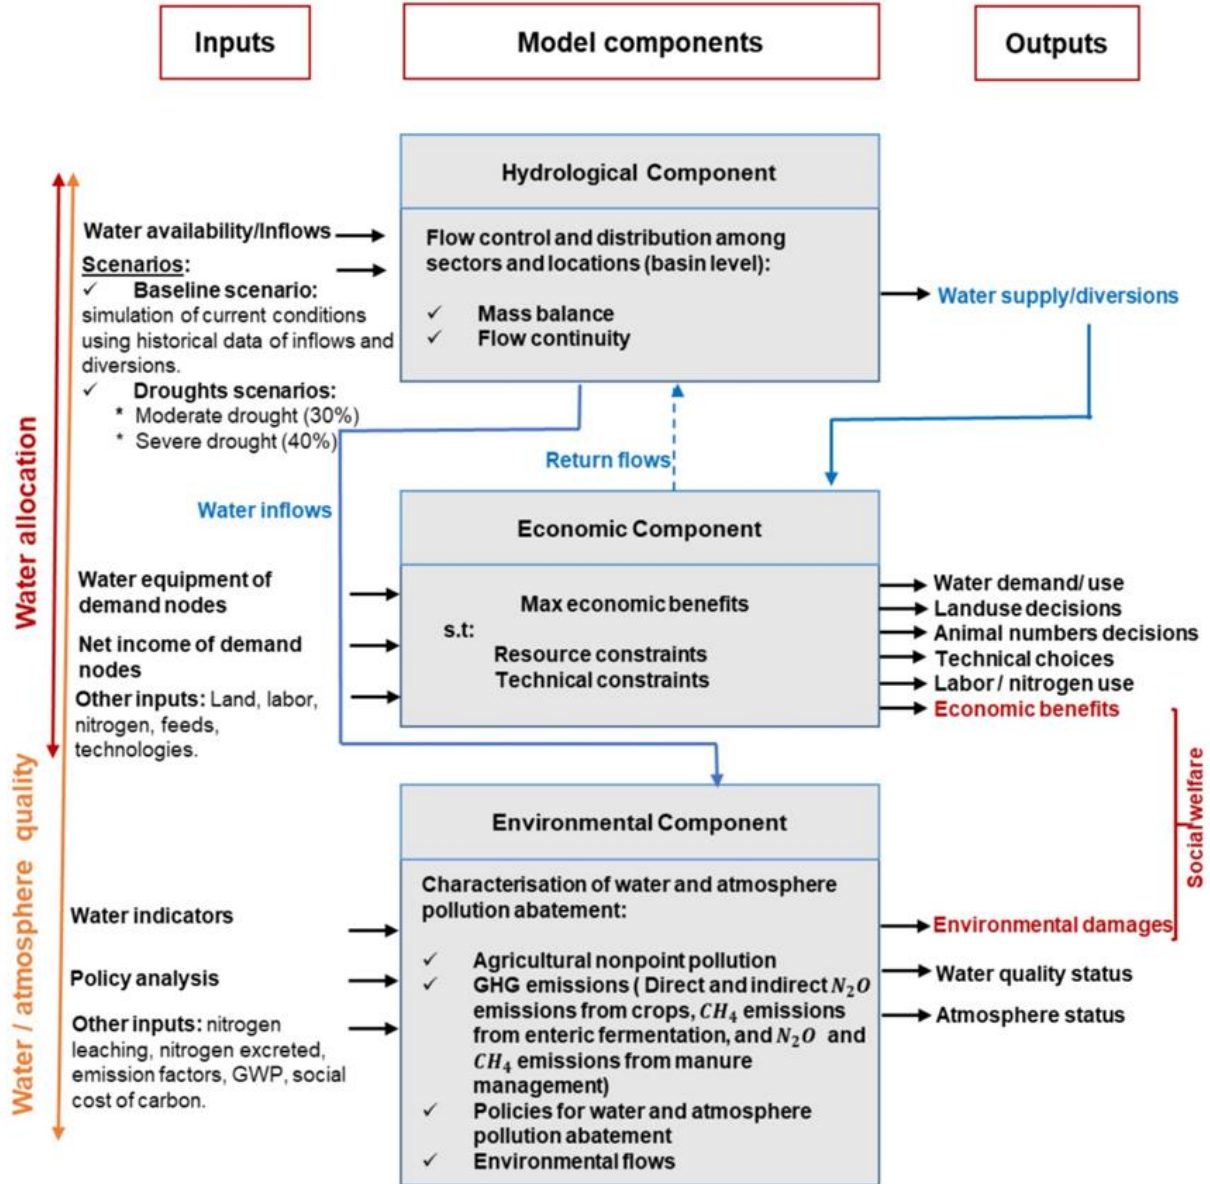 Inputs
Model components
Outputs
Hydrological Component
Water availability/Inflows
Scenarios:
✓ Baseline scenario:
simulation of current conditions
using historical data of inflows and
diversions.
✓ Droughts scenarios:
* Moderate drought (30%)
* Severe drought (40%)
Flow control and distribution among
sectors and locations (basin level):
✓ Mass balance
✓ Flow continuity
Water supply/diversions
Water allocation
Return flows
Water inflows
Economic Component
Water equipment of
demand nodes
Net income of demand
nodes
Other inputs: Land, labor,
nitrogen, feeds,
technologies.
Max economic benefits
s.t:
Resource constraints
Technical constraints
Water demand/ use
Landuse decisions
Animal numbers decisions
Technical choices
Labor / nitrogen use
Economic benefits
Social welfare
Water / atmosphere quality
Environmental Component
Water indicators
Policy analysis
Other inputs: nitrogen
leaching, nitrogen excreted,
emission factors, GWP, social
cost of carbon.
Characterisation of water and atmosphere
pollution abatement:
✓ Agricultural nonpoint pollution
✓ GHG emissions ( Direct and indirect N₂O
emissions from crops, CH₄ emissions
from enteric fermentation, and N₂O and
CH₄ emissions from manure
management)
✓ Policies for water and atmosphere
pollution abatement
✓ Environmental flows
Environmental damages
Water quality status
Atmosphere status